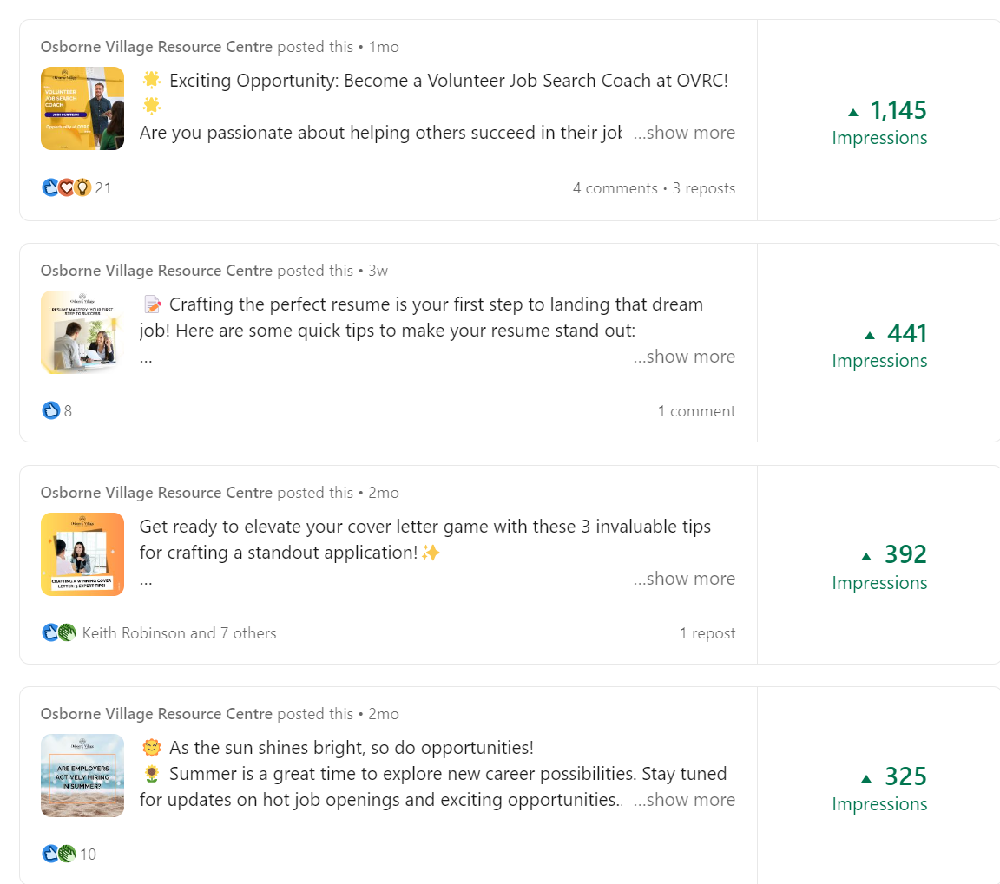 Osborne Village Resource Centre posted this • 1mo
🌟 Exciting Opportunity: Become a Volunteer Job Search Coach at OVRC!
🌟
Are you passionate about helping others succeed in their job ...show more
VOLUNTEER
JOB SEARCH
COACH
JOIN OUR TEAM
Opportunity at OVRC
21
4 comments • 3 reposts
▲ 1,145
Impressions
Osborne Village Resource Centre posted this • 3w
📝 Crafting the perfect resume is your first step to landing that dream
job! Here are some quick tips to make your resume stand out:
... ...show more
Osborne Village
RESUME MASTERY: YOUR FIRST
STEP TO SUCCESS
8
1 comment
▲ 441
Impressions
Osborne Village Resource Centre posted this • 2mo
Get ready to elevate your cover letter game with these 3 invaluable tips
for crafting a standout application!✨
... ...show more
Osborne Village
CRAFTING A WINNING COVER
LETTER: 3 EXPERT TIPS!
Keith Robinson and 7 others
1 repost
▲ 392
Impressions
Osborne Village Resource Centre posted this • 2mo
🌞 As the sun shines bright, so do opportunities!
🌻 Summer is a great time to explore new career possibilities. Stay tuned
for updates on hot job openings and exciting opportunities.. ...show more
Osborne Village
ARE EMPLOYERS
ACTIVELY HIRING
IN SUMMER?
10
▲ 325
Impressions